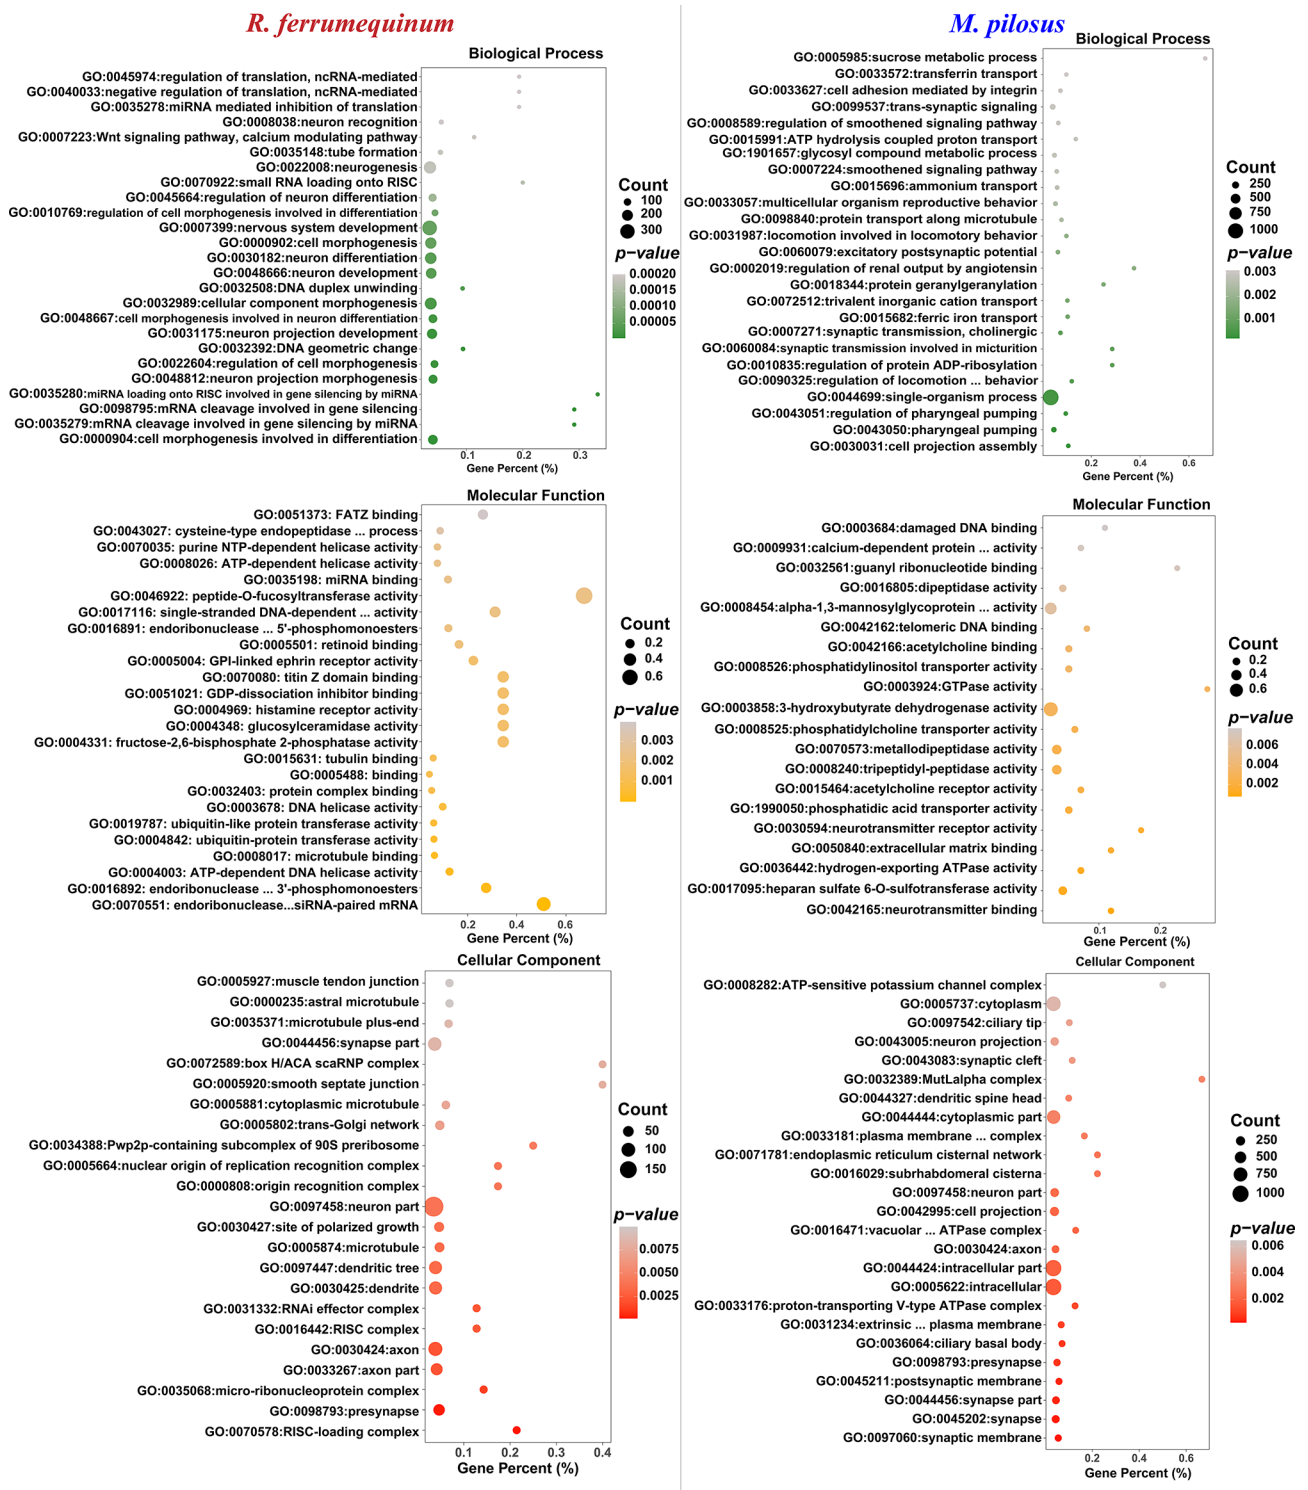 R. ferrumequinum
Biological Process
GO:0045974:regulation of translation, ncRNA-mediated
GO:0040033:negative regulation of translation, ncRNA-mediated
GO:0035278:miRNA mediated inhibition of translation
GO:0008038:neuron recognition
GO:0007223:Wnt signaling pathway, calcium modulating pathway
GO:0035148:tube formation
GO:0022008:neurogenesis
GO:0070922:small RNA loading onto RISC
GO:0045664:regulation of neuron differentiation
GO:0010769:regulation of cell morphogenesis involved in differentiation
GO:0007399:nervous system development
GO:0000902:cell morphogenesis
GO:0030182:neuron differentiation
GO:0048666:neuron development
GO:0032508:DNA duplex unwinding
GO:0032989:cellular component morphogenesis
GO:0048667:cell morphogenesis involved in neuron differentiation
GO:0031175:neuron projection development
GO:0032392:DNA geometric change
GO:0022604:regulation of cell morphogenesis
GO:0048812:neuron projection morphogenesis
GO:0035280:miRNA loading onto RISC involved in gene silencing by miRNA
GO:0098795:mRNA cleavage involved in gene silencing
GO:0035279:mRNA cleavage involved in gene silencing by miRNA
GO:0000904:cell morphogenesis involved in differentiation
0.1 0.2 0.3
Gene Percent (%)
Count
100
200
300
p-value
0.00020
0.00015
0.00010
0.00005
Molecular Function
GO:0051373: FATZ binding
GO:0043027: cysteine-type endopeptidase ... process
GO:0070035: purine NTP-dependent helicase activity
GO:0008026: ATP-dependent helicase activity
GO:0035198: miRNA binding
GO:0046922: peptide-O-fucosyltransferase activity
GO:0017116: single-stranded DNA-dependent ... activity
GO:0016891: endoribonuclease ... 5'-phosphomonoesters
GO:0005501: retinoid binding
GO:0005004: GPI-linked ephrin receptor activity
GO:0070080: titin Z domain binding
GO:0051021: GDP-dissociation inhibitor binding
GO:0004969: histamine receptor activity
GO:0004348: glucosylceramidase activity
GO:0004331: fructose-2,6-bisphosphate 2-phosphatase activity
GO:0015631: tubulin binding
GO:0005488: binding
GO:0032403: protein complex binding
GO:0003678: DNA helicase activity
GO:0019787: ubiquitin-like protein transferase activity
GO:0004842: ubiquitin-protein transferase activity
GO:0008017: microtubule binding
GO:0004003: ATP-dependent DNA helicase activity
GO:0016892: endoribonuclease ... 3'-phosphomonoesters
GO:0070551: endoribonuclease...siRNA-paired mRNA
0.2 0.4 0.6
Gene Percent (%)
Count
0.2
0.4
0.6
p-value
0.003
0.002
0.001
Cellular Component
GO:0005927:muscle tendon junction
GO:0000235:astral microtubule
GO:0035371:microtubule plus-end
GO:0044456:synapse part
GO:0072589:box H/ACA scaRNP complex
GO:0005920:smooth septate junction
GO:0005881:cytoplasmic microtubule
GO:0005802:trans-Golgi network
GO:0034388:Pwp2p-containing subcomplex of 90S preribosome
GO:0005664:nuclear origin of replication recognition complex
GO:0000808:origin recognition complex
GO:0097458:neuron part
GO:0030427:site of polarized growth
GO:0005874:microtubule
GO:0097447:dendritic tree
GO:0030425:dendrite
GO:0031332:RNAi effector complex
GO:0016442:RISC complex
GO:0030424:axon
GO:0033267:axon part
GO:0035068:micro-ribonucleoprotein complex
GO:0098793:presynapse
GO:0070578:RISC-loading complex
0.1 0.2 0.3 0.4
Gene Percent (%)
Count
50
100
150
p-value
0.0075
0.0050
0.0025
M. pilosus
Biological Process
GO:0005985:sucrose metabolic process
GO:0033572:transferrin transport
GO:0033627:cell adhesion mediated by integrin
GO:0099537:trans-synaptic signaling
GO:0008589:regulation of smoothened signaling pathway
GO:0015991:ATP hydrolysis coupled proton transport
GO:1901657:glycosyl compound metabolic process
GO:0007224:smoothened signaling pathway
GO:0015696:ammonium transport
GO:0033057:multicellular organism reproductive behavior
GO:0098840:protein transport along microtubule
GO:0031987:locomotion involved in locomotory behavior
GO:0060079:excitatory postsynaptic potential
GO:0002019:regulation of renal output by angiotensin
GO:0018344:protein geranylgeranylation
GO:0072512:trivalent inorganic cation transport
GO:0015682:ferric iron transport
GO:0007271:synaptic transmission, cholinergic
GO:0060084:synaptic transmission involved in micturition
GO:0010835:regulation of protein ADP-ribosylation
GO:0090325:regulation of locomotion ... behavior
GO:0044699:single-organism process
GO:0043051:regulation of pharyngeal pumping
GO:0043050:pharyngeal pumping
GO:0030031:cell projection assembly
0.2 0.4 0.6
Gene Percent (%)
Count
250
500
750
1000
p-value
0.003
0.002
0.001
Molecular Function
GO:0003684:damaged DNA binding
GO:0009931:calcium-dependent protein ... activity
GO:0032561:guanyl ribonucleotide binding
GO:0016805:dipeptidase activity
GO:0008454:alpha-1,3-mannosylglycoprotein ... activity
GO:0042162:telomeric DNA binding
GO:0042166:acetylcholine binding
GO:0008526:phosphatidylinositol transporter activity
GO:0003924:GTPase activity
GO:0003858:3-hydroxybutyrate dehydrogenase activity
GO:0008525:phosphatidylcholine transporter activity
GO:0070573:metallodipeptidase activity
GO:0008240:tripeptidyl-peptidase activity
GO:0015464:acetylcholine receptor activity
GO:1990050:phosphatidic acid transporter activity
GO:0030594:neurotransmitter receptor activity
GO:0050840:extracellular matrix binding
GO:0036442:hydrogen-exporting ATPase activity
GO:0017095:heparan sulfate 6-O-sulfotransferase activity
GO:0042165:neurotransmitter binding
0.1 0.2
Gene Percent (%)
Count
0.2
0.4
0.6
p-value
0.006
0.004
0.002
Cellular Component
GO:0008282:ATP-sensitive potassium channel complex
GO:0005737:cytoplasm
GO:0097542:ciliary tip
GO:0043005:neuron projection
GO:0043083:synaptic cleft
GO:0032389:MutLalpha complex
GO:0044327:dendritic spine head
GO:0044444:cytoplasmic part
GO:0033181:plasma membrane ... complex
GO:0071781:endoplasmic reticulum cisternal network
GO:0016029:subrhabdomeral cisterna
GO:0097458:neuron part
GO:0042995:cell projection
GO:0016471:vacuolar ... ATPase complex
GO:0030424:axon
GO:0044424:intracellular part
GO:0005622:intracellular
GO:0033176:proton-transporting V-type ATPase complex
GO:0031234:extrinsic ... plasma membrane
GO:0036064:ciliary basal body
GO:0098793:presynapse
GO:0045211:postsynaptic membrane
GO:0044456:synapse part
GO:0045202:synapse
GO:0097060:synaptic membrane
0.2 0.4 0.6
Gene Percent (%)
Count
250
500
750
1000
p-value
0.006
0.004
0.002